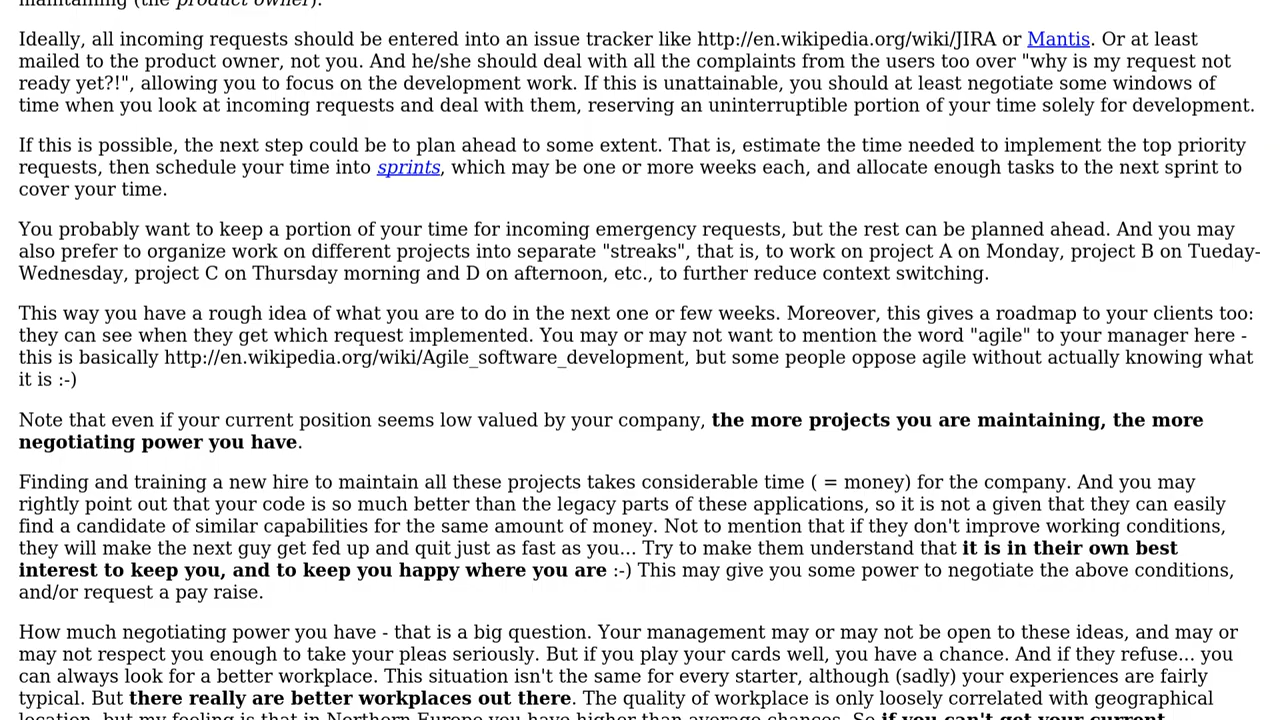 maintaining (the product owner).
Ideally, all incoming requests should be entered into an issue tracker like http://en.wikipedia.org/wiki/JIRA or Mantis. Or at least
mailed to the product owner, not you. And he/she should deal with all the complaints from the users too over "why is my request not
ready yet?!", allowing you to focus on the development work. If this is unattainable, you should at least negotiate some windows of
time when you look at incoming requests and deal with them, reserving an uninterruptible portion of your time solely for development.
If this is possible, the next step could be to plan ahead to some extent. That is, estimate the time needed to implement the top priority
requests, then schedule your time into sprints, which may be one or more weeks each, and allocate enough tasks to the next sprint to
cover your time.
You probably want to keep a portion of your time for incoming emergency requests, but the rest can be planned ahead. And you may
also prefer to organize work on different projects into separate "streaks", that is, to work on project A on Monday, project B on Tueday-
Wednesday, project C on Thursday morning and D on afternoon, etc., to further reduce context switching.
This way you have a rough idea of what you are to do in the next one or few weeks. Moreover, this gives a roadmap to your clients too:
they can see when they get which request implemented. You may or may not want to mention the word "agile" to your manager here -
this is basically http://en.wikipedia.org/wiki/Agile_software_development, but some people oppose agile without actually knowing what
it is :-)
Note that even if your current position seems low valued by your company, the more projects you are maintaining, the more
negotiating power you have.
Finding and training a new hire to maintain all these projects takes considerable time ( = money) for the company. And you may
rightly point out that your code is so much better than the legacy parts of these applications, so it is not a given that they can easily
find a candidate of similar capabilities for the same amount of money. Not to mention that if they don't improve working conditions,
they will make the next guy get fed up and quit just as fast as you... Try to make them understand that it is in their own best
interest to keep you, and to keep you happy where you are :-) This may give you some power to negotiate the above conditions,
and/or request a pay raise.
How much negotiating power you have - that is a big question. Your management may or may not be open to these ideas, and may or
may not respect you enough to take your pleas seriously. But if you play your cards well, you have a chance. And if they refuse... you
can always look for a better workplace. This situation isn't the same for every starter, although (sadly) your experiences are fairly
typical. But there really are better workplaces out there. The quality of workplace is only loosely correlated with geographical
location, but my feeling is that in Northern Europe you have higher than average chances. So if you can't get your current